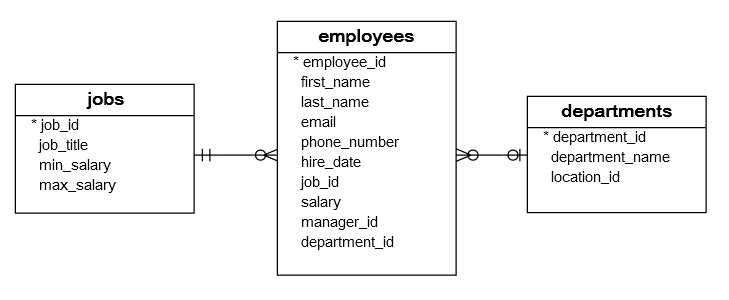 jobs
* job_id
job_title
min_salary
max_salary
employees
* employee_id
first_name
last_name
email
phone_number
hire_date
job_id
salary
manager_id
department_id
departments
* department_id
department_name
location_id